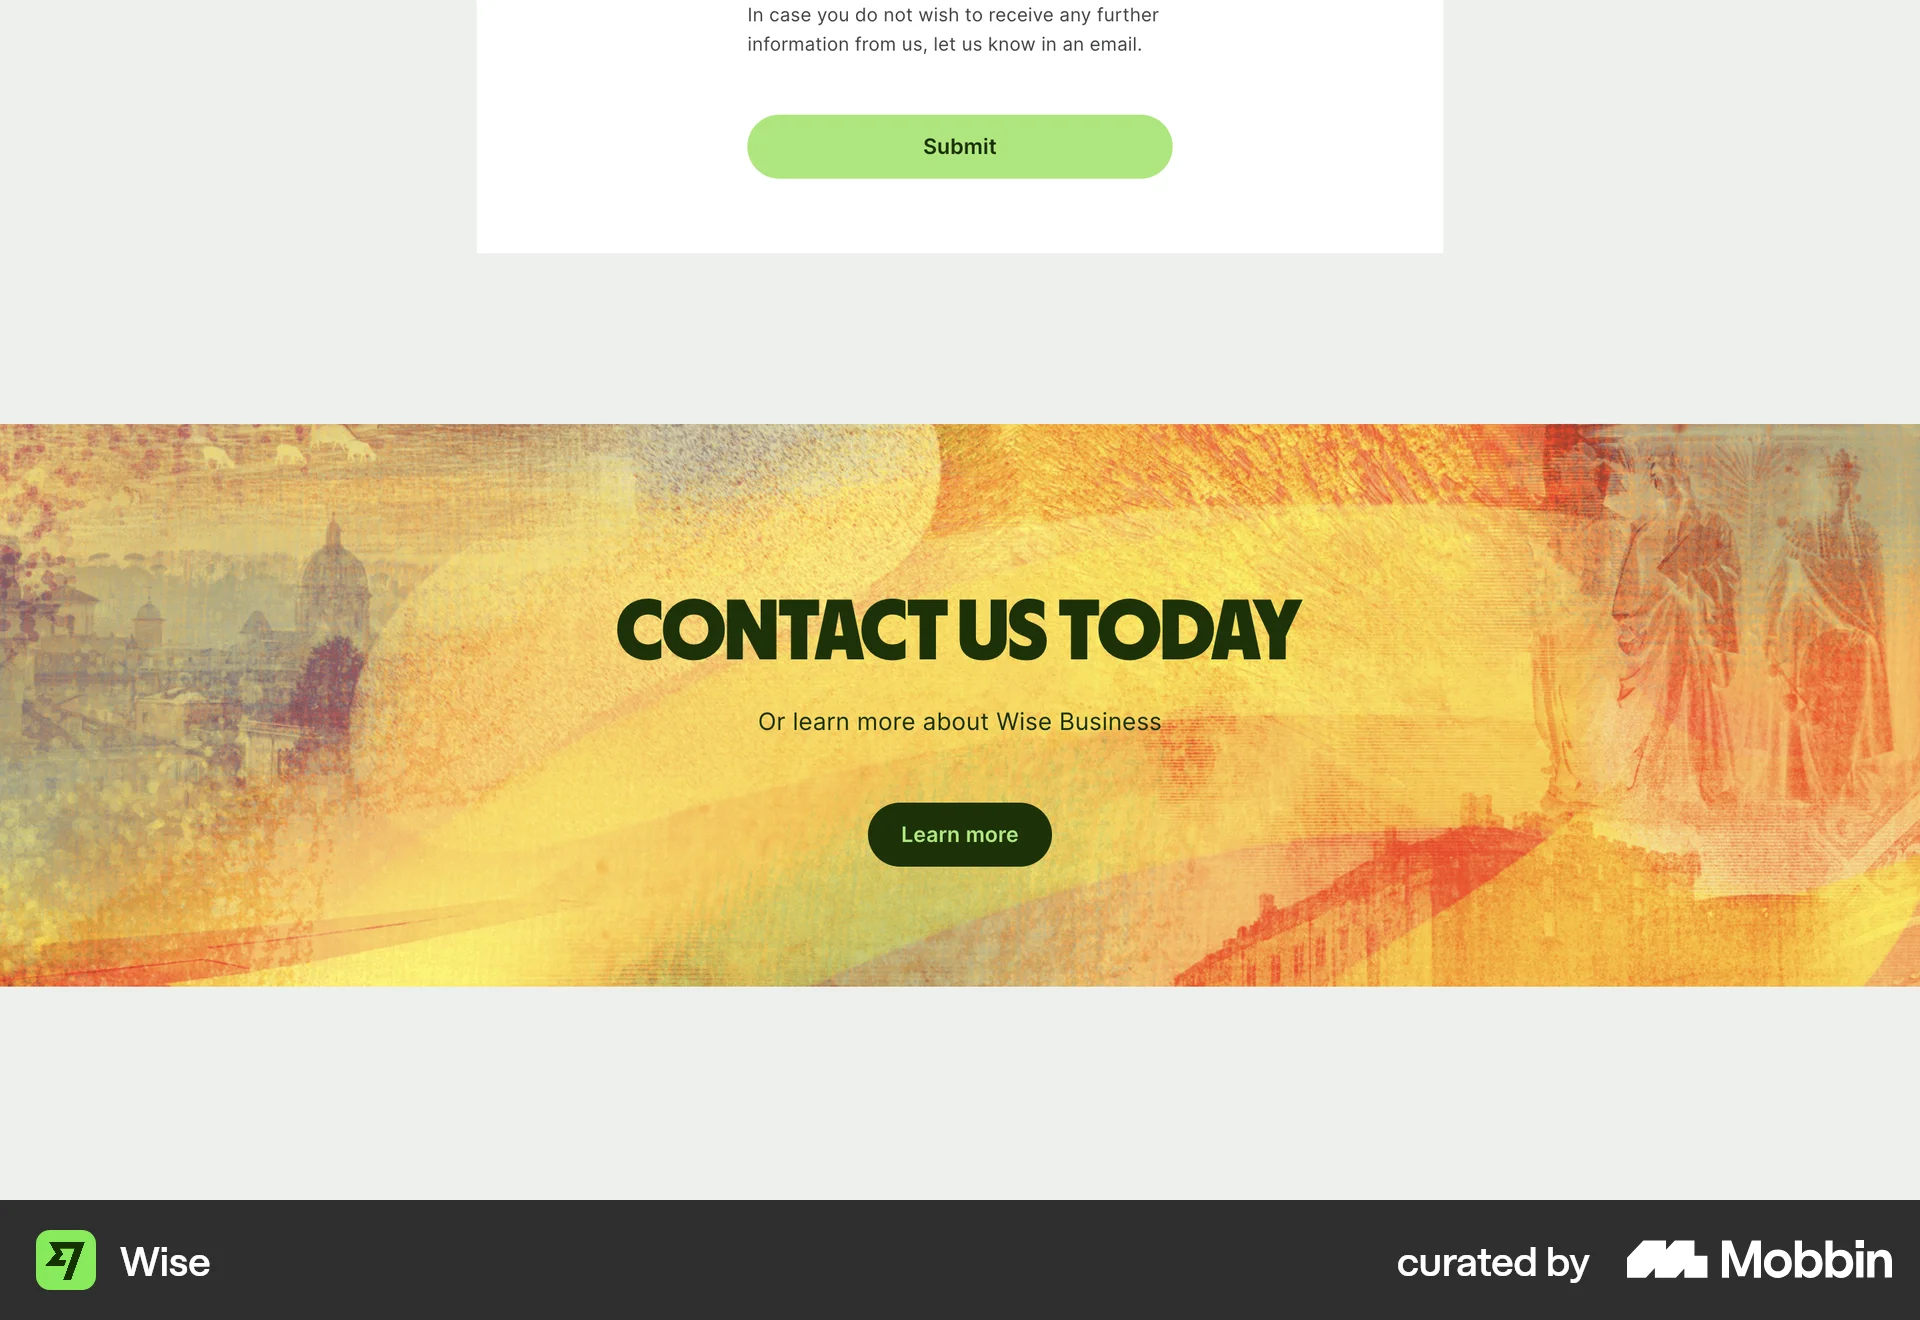 In case you do not wish to receive any further
information from us, let us know in an email.
Submit
CONTACT US TODAY
Or learn more about Wise Business
Learn more
Wise
curated by Mobbin